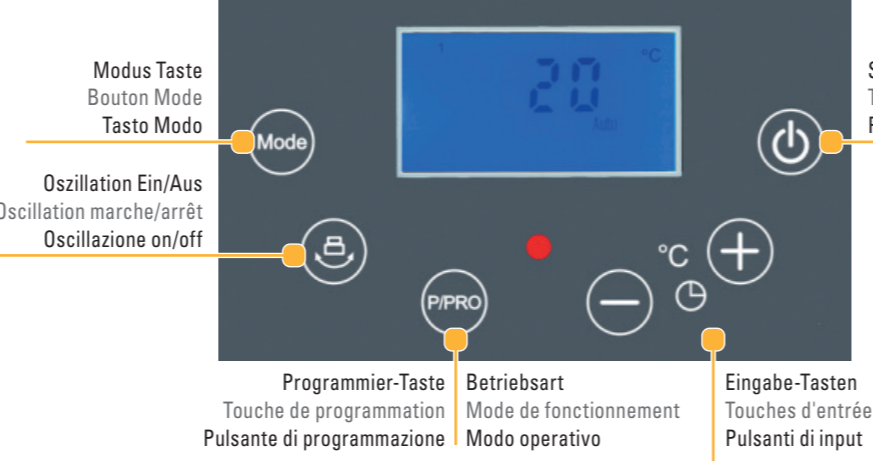 1
20
°C
Auto
Modus Taste
Bouton Mode
Tasto Modo
Mode
Oszillation Ein/Aus
Oscillation marche/arrêt
Oscillazione on/off
°C
P/PRO
Programmier-Taste
Touche de programmation
Pulsante di programmazione
Betriebsart
Mode de fonctionnement
Modo operativo
Eingabe-Tasten
Touches d'entrée
Pulsanti di input